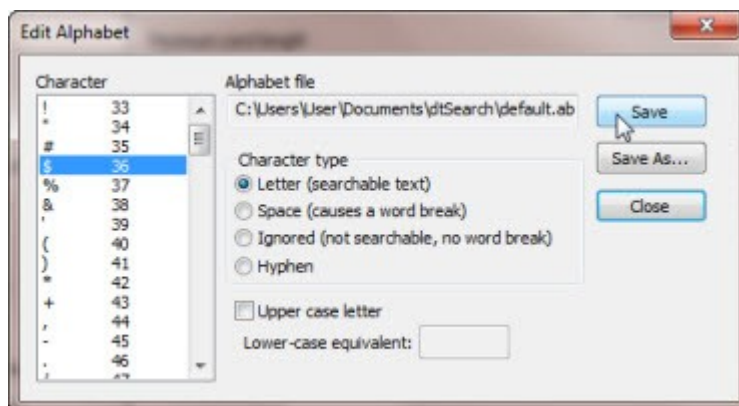 Edit Alphabet
Character
! 33
" 34
# 35
$ 36
% 37
& 38
' 39
( 40
) 41
* 42
+ 43
, 44
- 45
. 46
/ 47
Alphabet file
C:\Users\User\Documents\dtSearch\default.ab
Character type
Letter (searchable text)
Space (causes a word break)
Ignored (not searchable, no word break)
Hyphen
Upper case letter
Lower-case equivalent:
Save
Save As...
Close